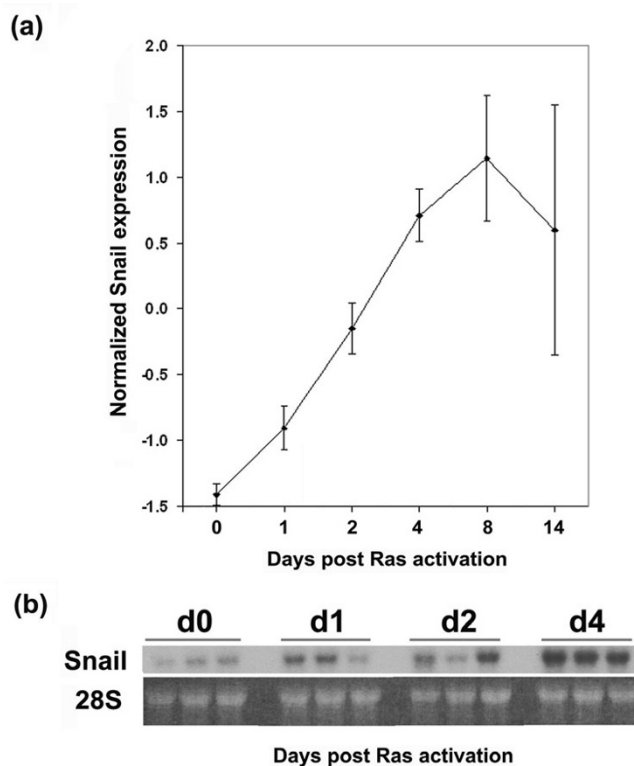 (a)
Normalized Snail expression
2.0
1.5
1.0
0.5
0.0
-0.5
-1.0
-1.5
0 1 2 4 8 14
Days post Ras activation
(b)
d0 d1 d2 d4
Snail
28S
Days post Ras activation